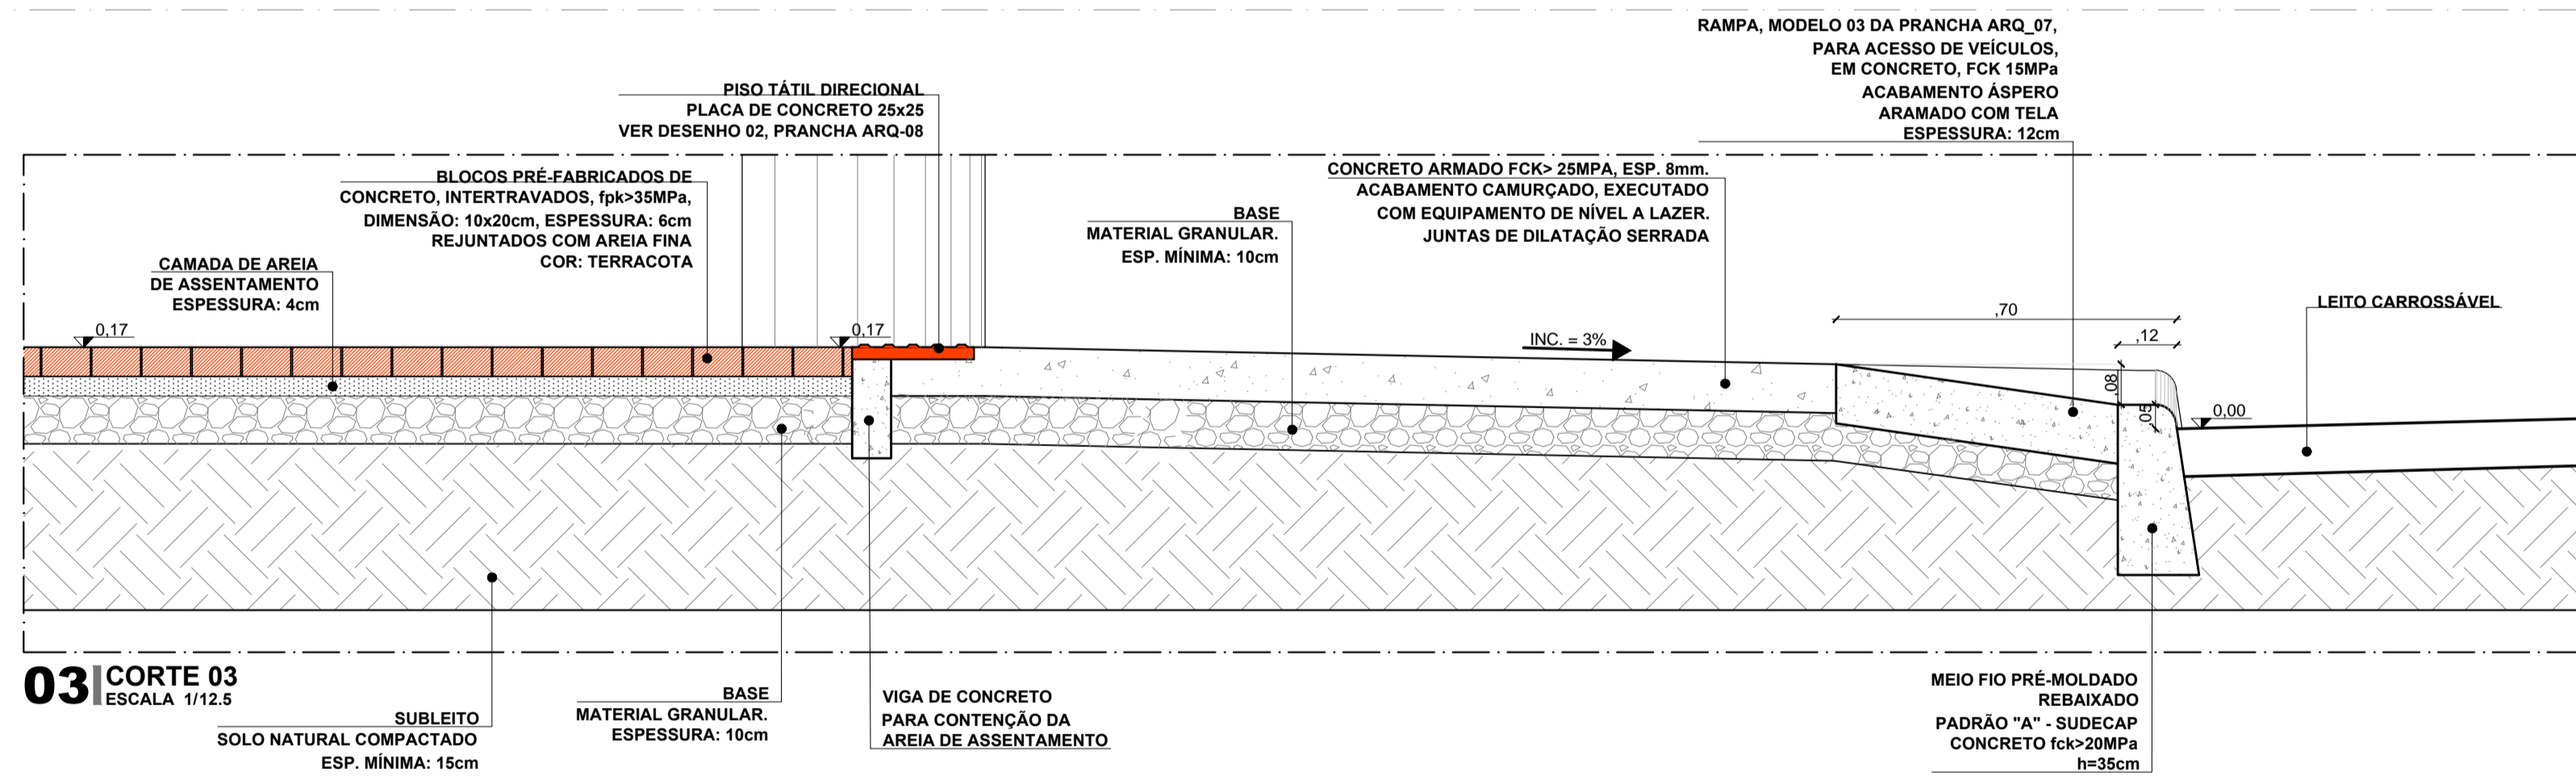 RAMPA, MODELO 03 DA PRANCHA ARQ_07,
PARA ACESSO DE VEÍCULOS,
EM CONCRETO, FCK 15MPa
ACABAMENTO ÁSPERO
ARAMADO COM TELA
ESPESSURA: 12cm
PISO TÁTIL DIRECIONAL
PLACA DE CONCRETO 25x25
VER DESENHO 02, PRANCHA ARQ-08
BLOCOS PRÉ-FABRICADOS DE
CONCRETO, INTERTRAVADOS, fpk>35MPa,
DIMENSÃO: 10x20cm, ESPESSURA: 6cm
REJUNTADOS COM AREIA FINA
COR: TERRACOTA
CONCRETO ARMADO FCK> 25MPA, ESP. 8mm.
ACABAMENTO CAMURÇADO, EXECUTADO
COM EQUIPAMENTO DE NÍVEL A LAZER.
JUNTAS DE DILATAÇÃO SERRADA
BASE
MATERIAL GRANULAR.
ESP. MÍNIMA: 10cm
CAMADA DE AREIA
DE ASSENTAMENTO
ESPESSURA: 4cm
LEITO CARROSSÁVEL
0,17
0,17
INC. = 3%
,70
,12
,08
,05
0,00
03
CORTE 03
ESCALA 1/12.5
SUBLEITO
SOLO NATURAL COMPACTADO
ESP. MÍNIMA: 15cm
BASE
MATERIAL GRANULAR.
ESPESSURA: 10cm
VIGA DE CONCRETO
PARA CONTENÇÃO DA
AREIA DE ASSENTAMENTO
MEIO FIO PRÉ-MOLDADO
REBAIXADO
PADRÃO "A" - SUDECAP
CONCRETO fck>20MPa
h=35cm